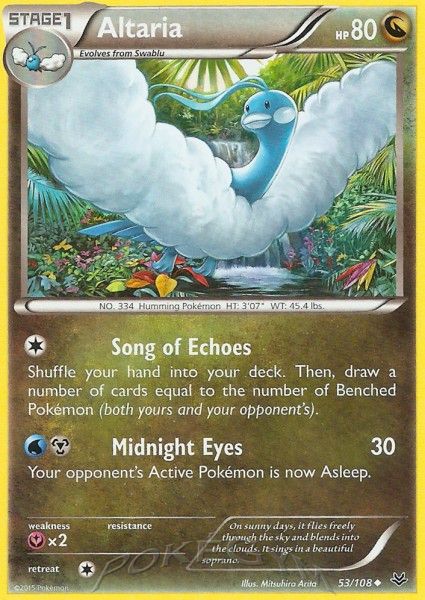 STAGE1
Altaria
HP80
Evolves from Swablu
NO. 334 Humming Pokémon HT: 3'07" WT: 45.4 lbs.
Song of Echoes
Shuffle your hand into your deck. Then, draw a
number of cards equal to the number of Benched
Pokémon (both yours and your opponent's).
Midnight Eyes 30
Your opponent's Active Pokémon is now Asleep.
weakness resistance
×2
On sunny days, it flies freely
through the sky and blends into
the clouds. It sings in a beautiful
soprano.
retreat
Illus. Mitsuhiro Arita
53/108
©2015 Pokémon